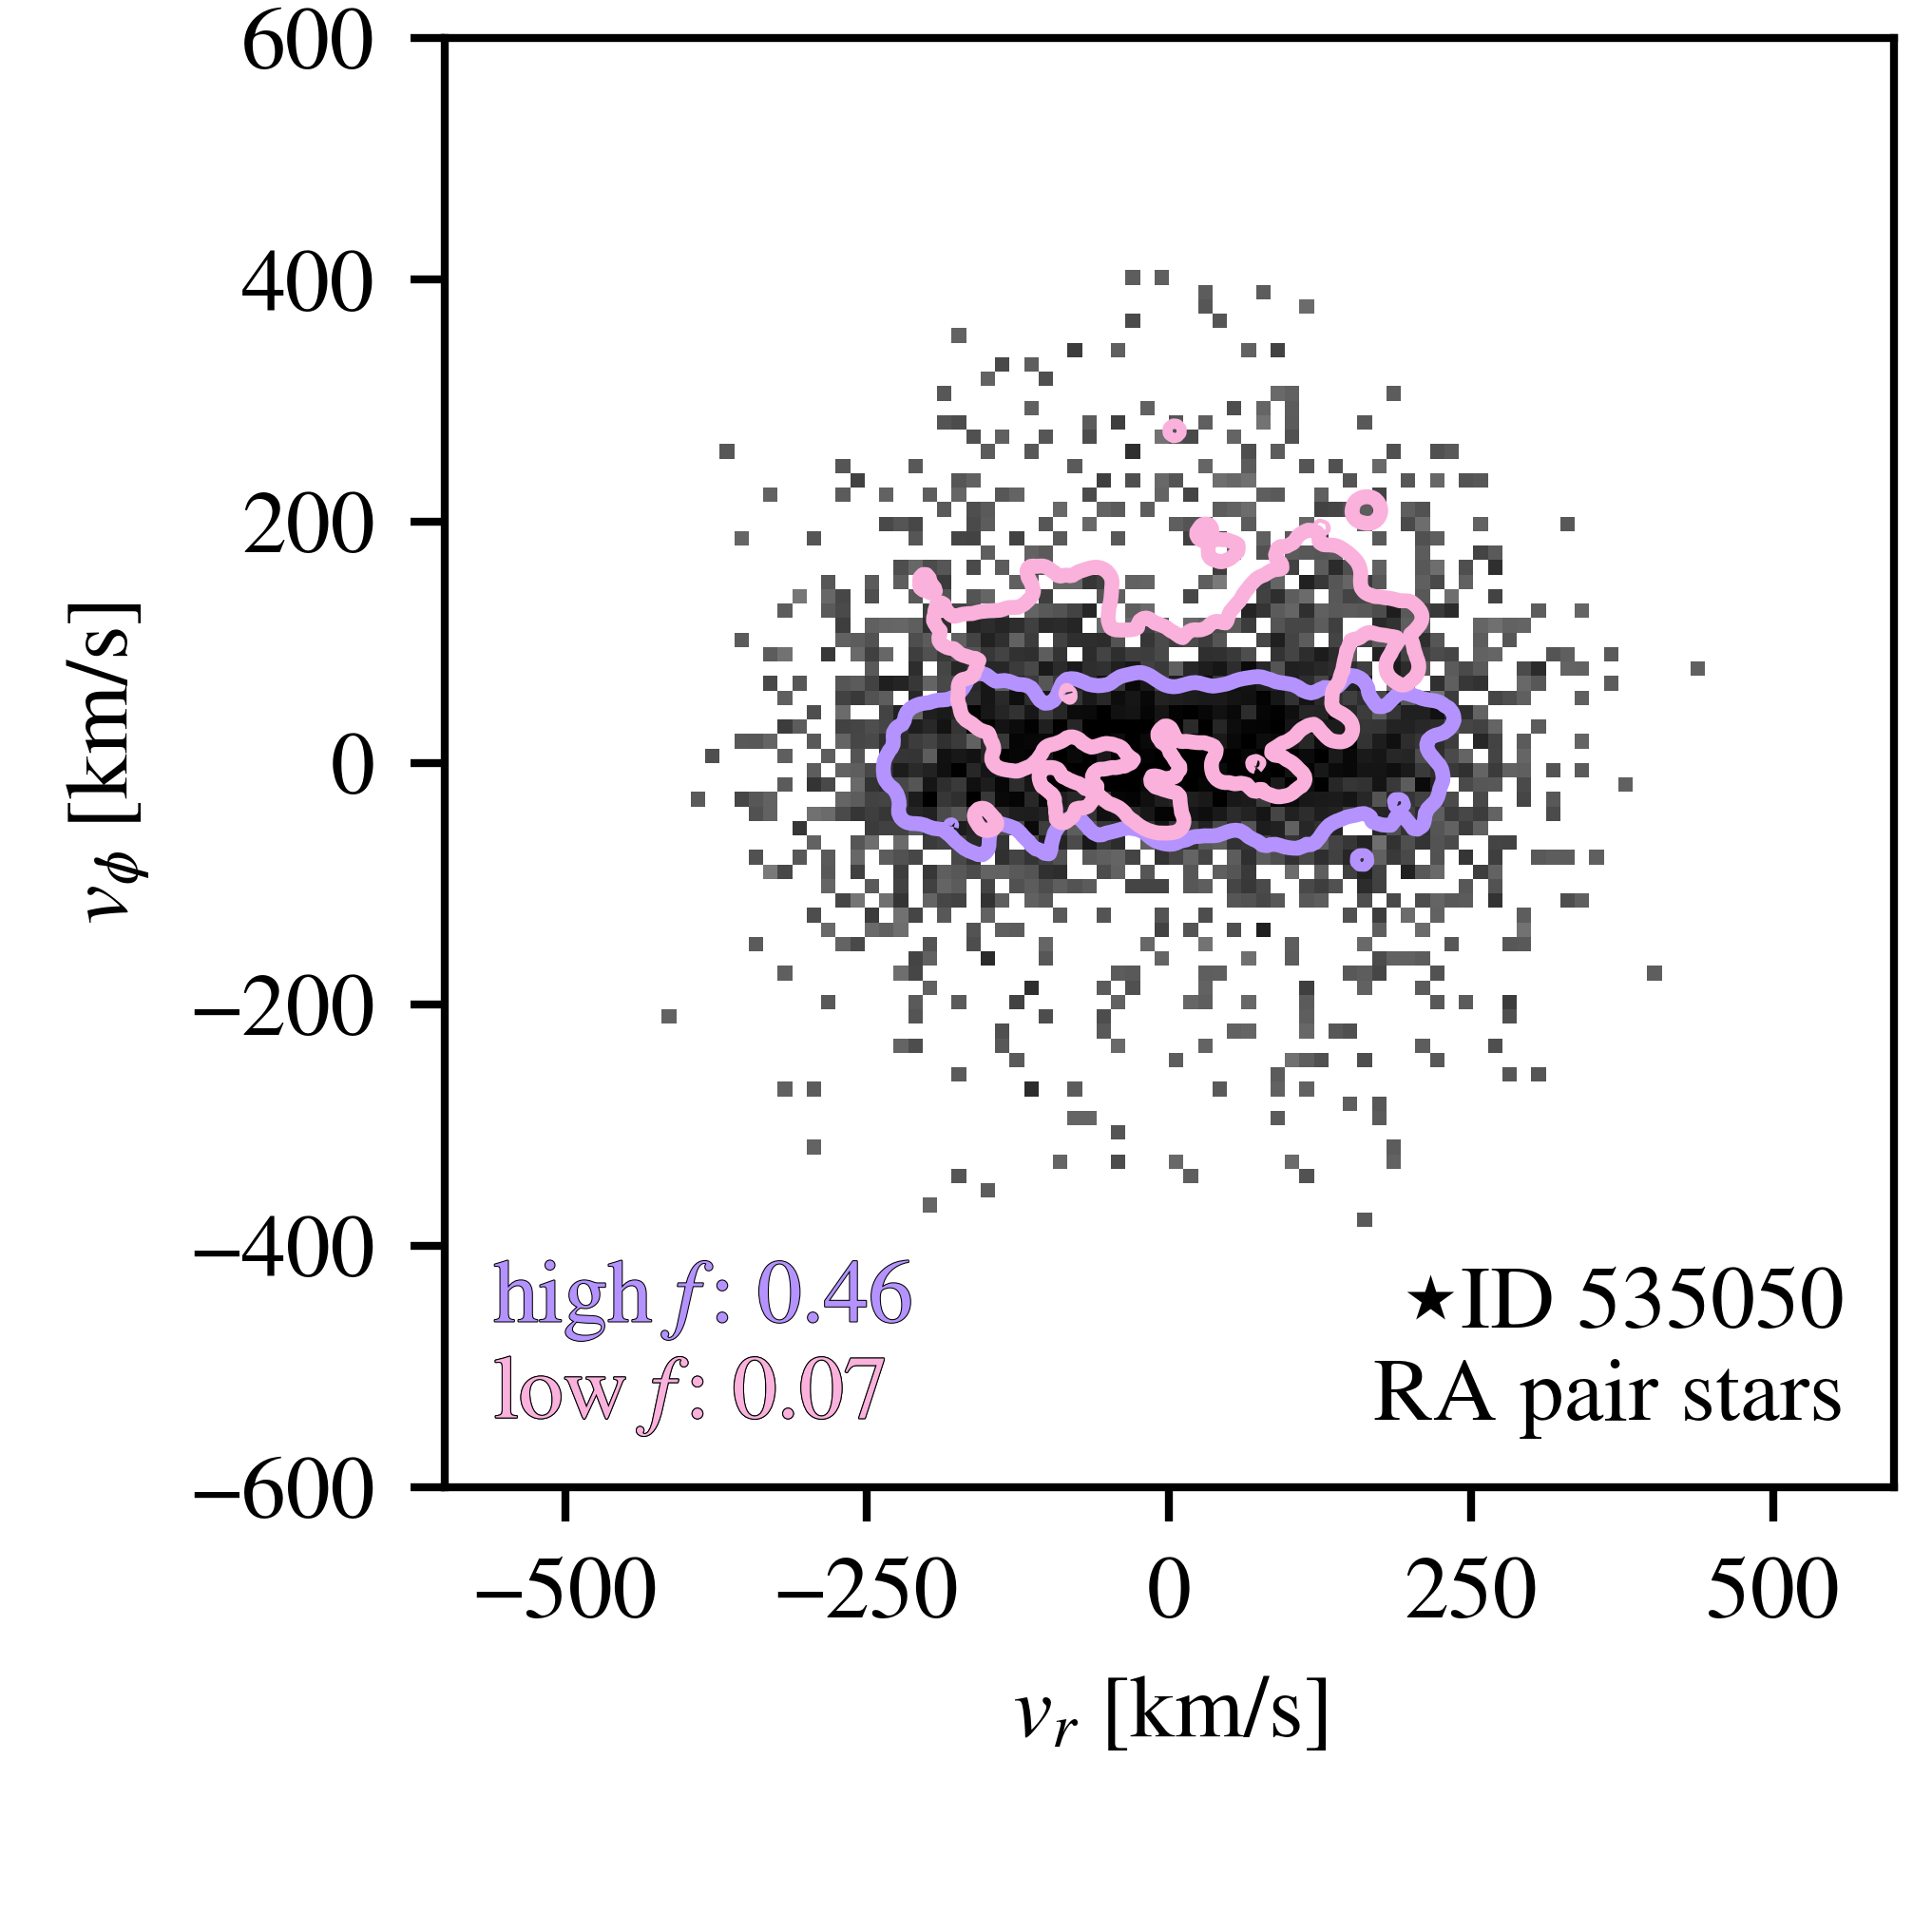 600
400
200
0
−200
−400
−600
v_ϕ [km/s]
high f: 0.46
low f: 0.07
★ID 535050
RA pair stars
−500 −250 0 250 500
v_r [km/s]